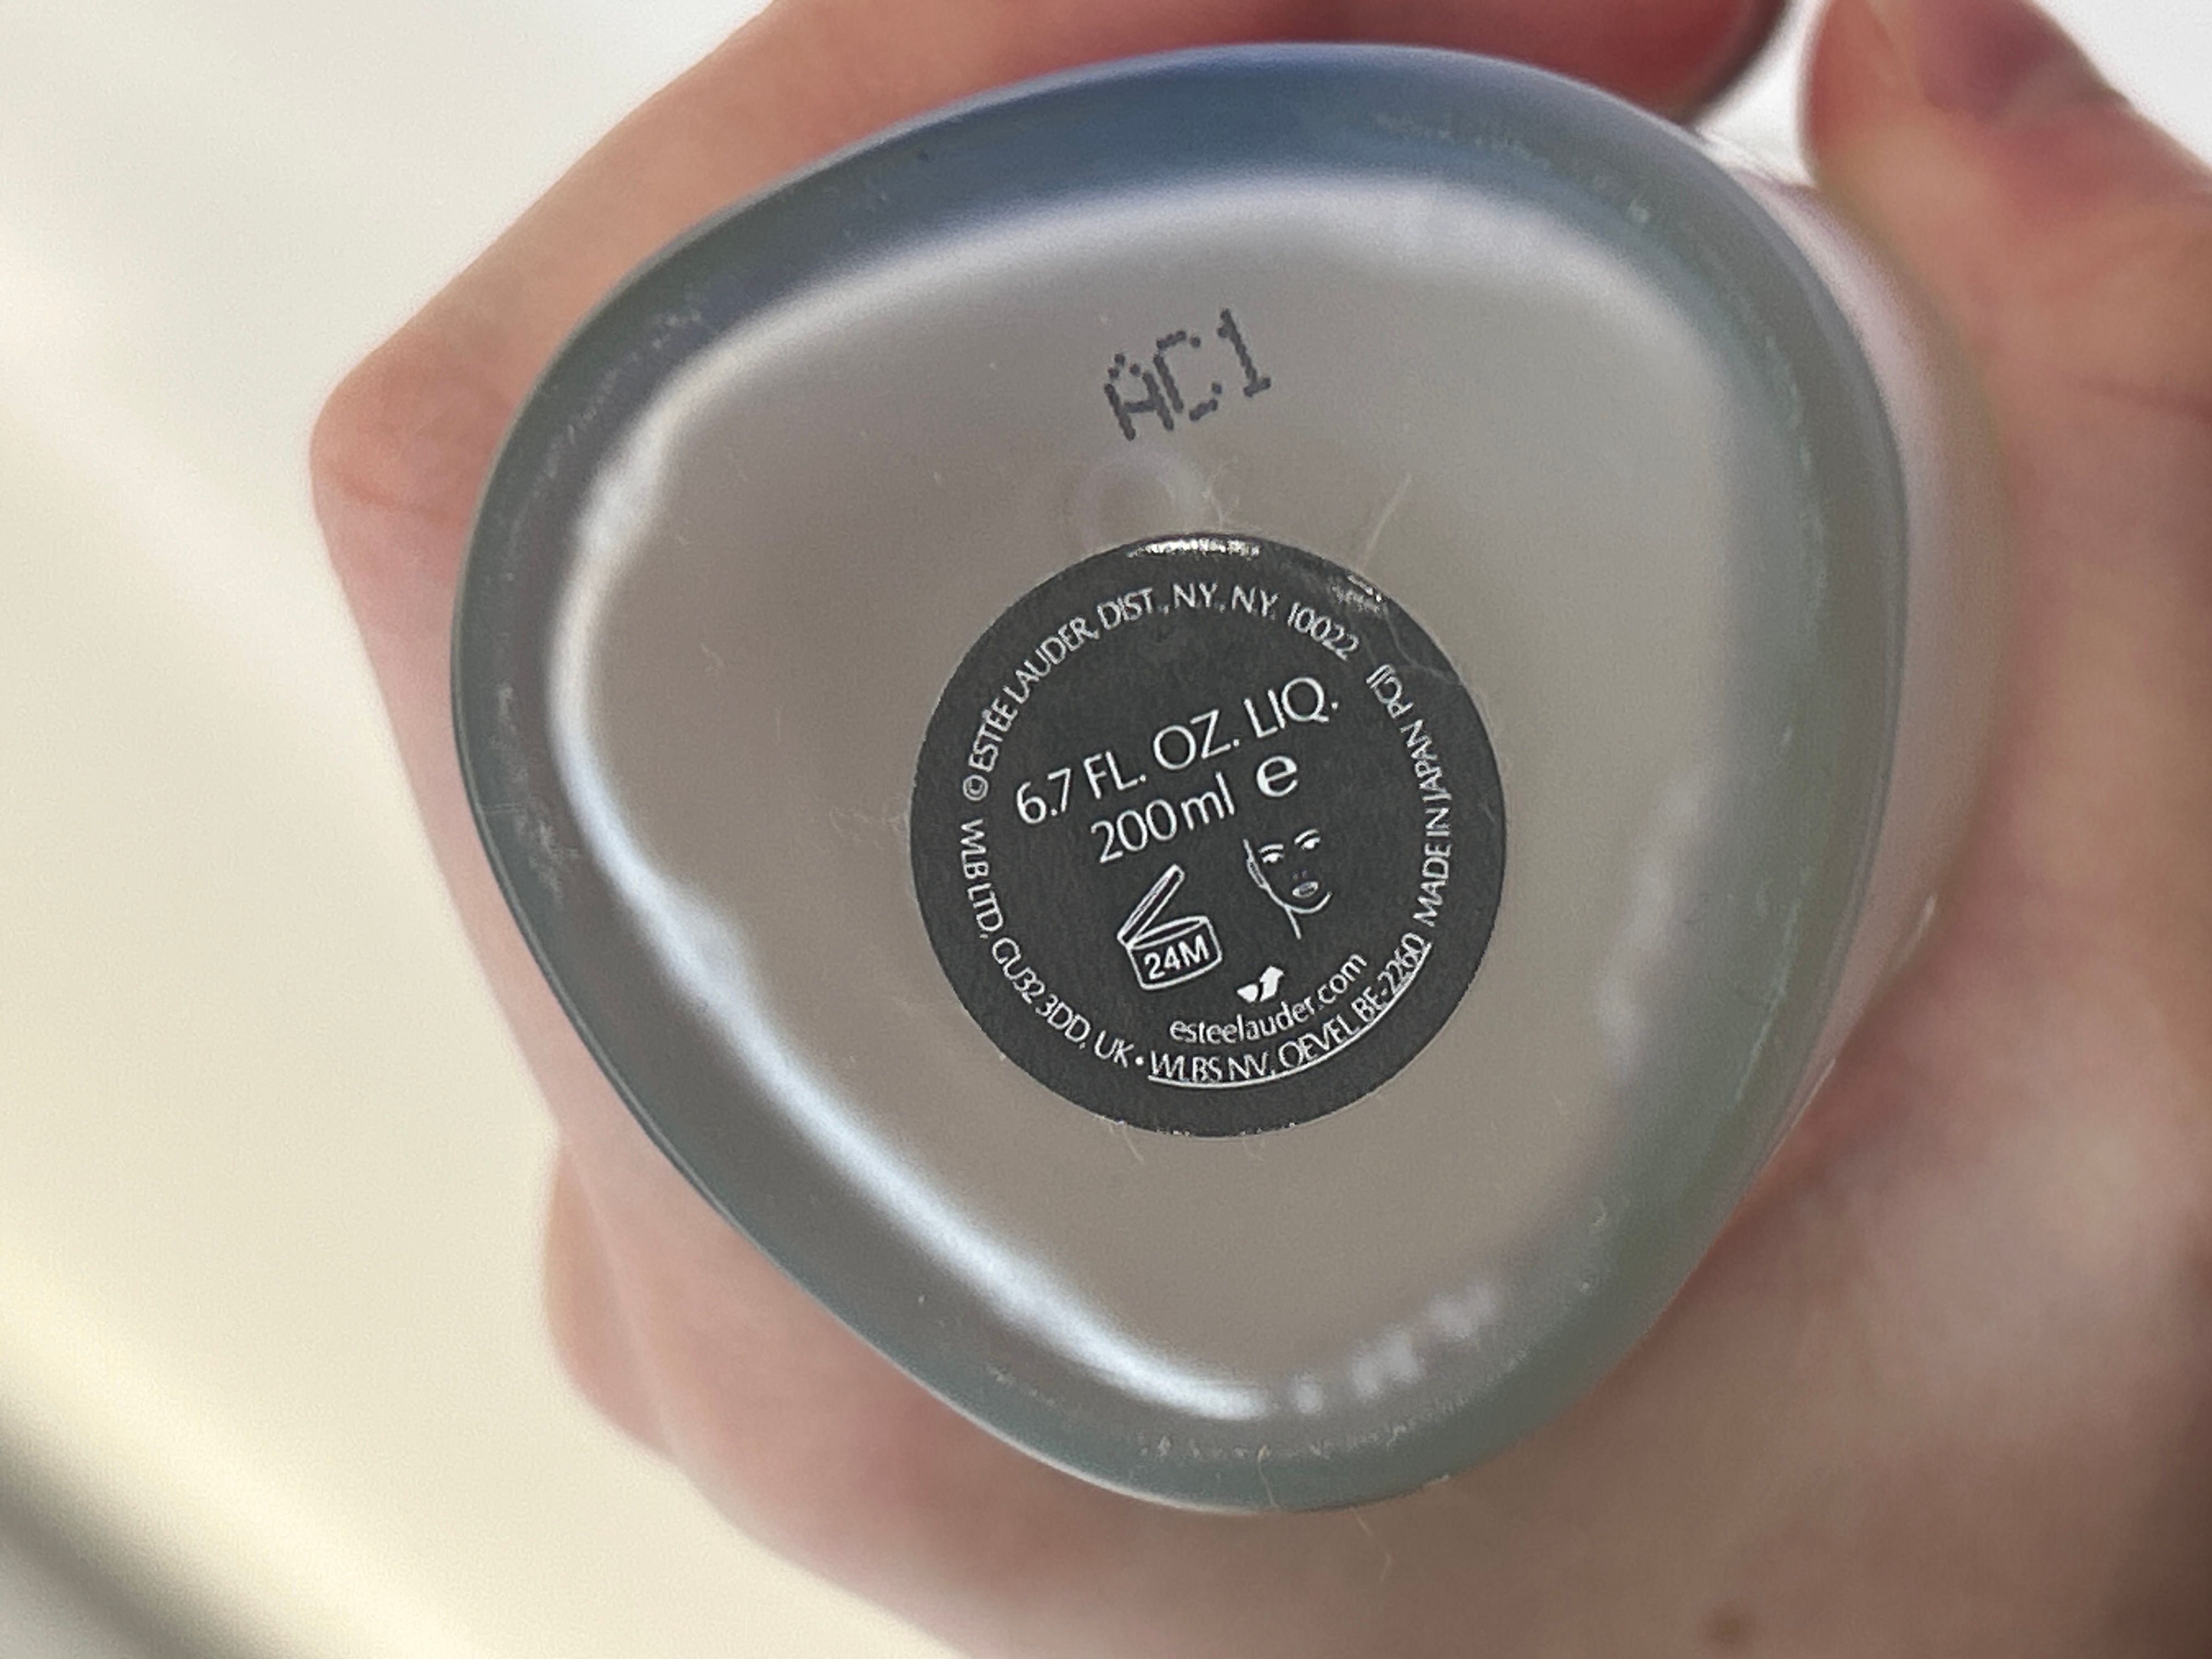 AC1
© ESTÉE LAUDER, DIST., N.Y., N.Y. 10022
6.7 FL. OZ. LIQ.
200ml e
24M
esteelauder.com
WLB LTD, GU32 3DD, UK • WLBS NV, OEVEL BE-2260 MADE IN JAPAN